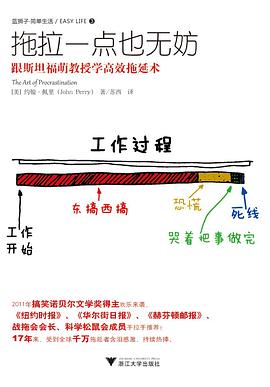 蓝狮子·简单生活 / EASY LIFE 3
拖拉一点也无妨
跟斯坦福萌教授学高效拖延术
The Art of Procrastination
[美] 约翰·佩里 (John Perry) 著/苏西 译
工作过程
工作开始
东搞西搞
恐慌
哭着把事做完
死线
2011年搞笑诺贝尔文学奖得主欢乐来袭,
《纽约时报》、《华尔街日报》、《赫芬顿邮报》、
战拖会会长、科学松鼠会成员手拉手推荐!
17年来,受到全球千万拖延者含泪感激、持续热捧。
浙江大学出版社